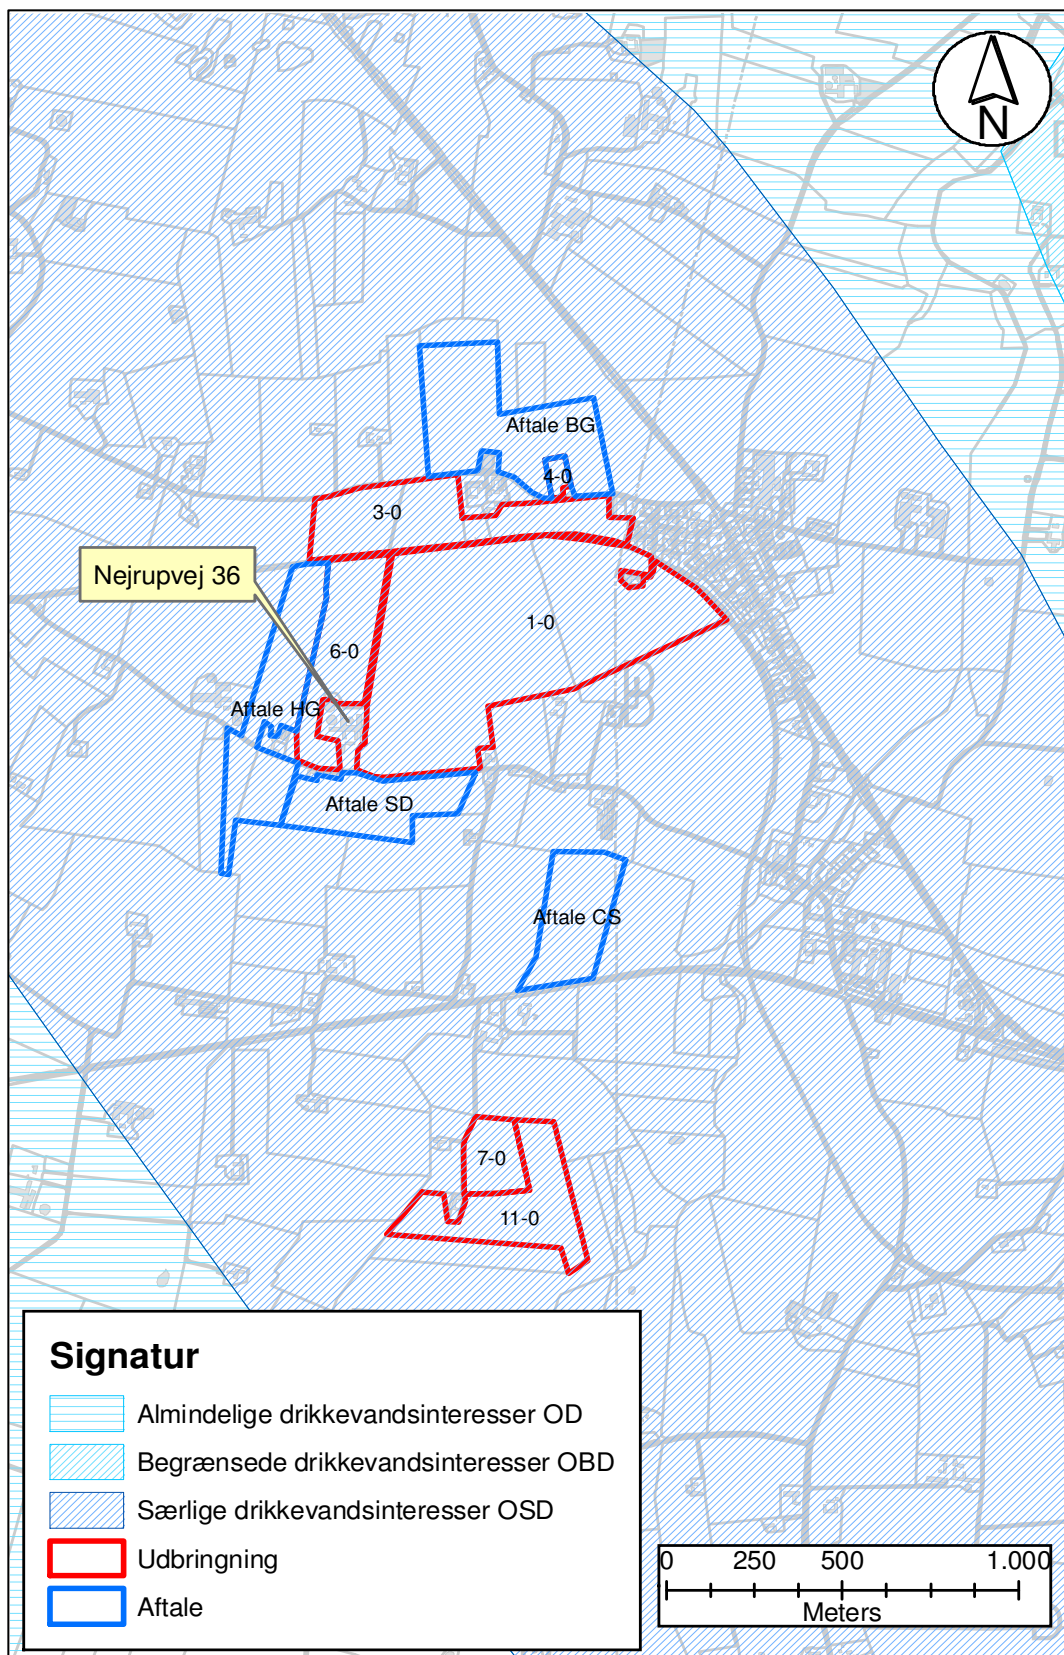 N
Aftale BG
4-0
3-0
Nejrupvej 36
1-0
6-0
Aftale HG
Aftale SD
Aftale CS
7-0
11-0
Signatur
Almindelige drikkevandsinteresser OD
Begrænsede drikkevandsinteresser OBD
Særlige drikkevandsinteresser OSD
Udbringning
Aftale
0 250 500 1.000
Meters